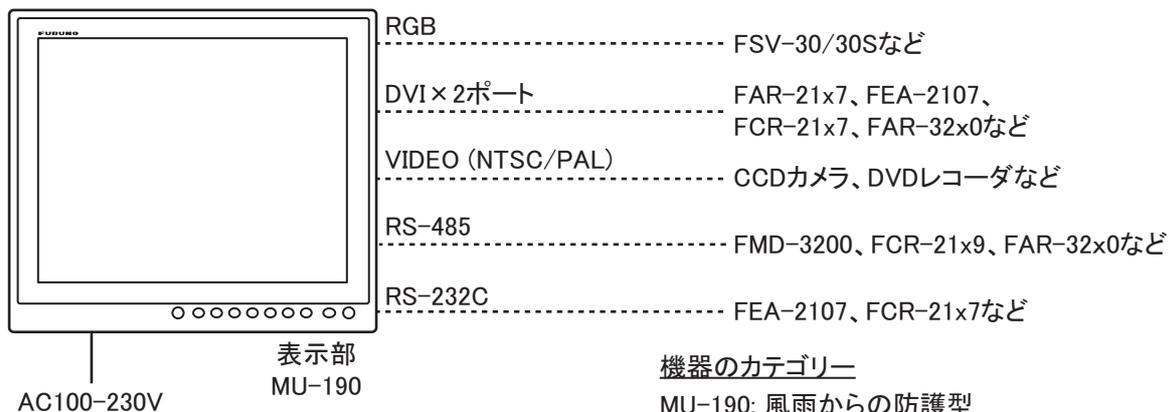 FURUNO
RGB
FSV-30/30Sなど
DVI×2ポート
FAR-21x7、FEA-2107、
FCR-21x7、FAR-32x0など
VIDEO (NTSC/PAL)
CCDカメラ、DVDレコーダなど
RS-485
FMD-3200、FCR-21x9、FAR-32x0など
RS-232C
FEA-2107、FCR-21x7など
表示部
MU-190
AC100-230V
機器のカテゴリー
MU-190: 風雨からの防護型